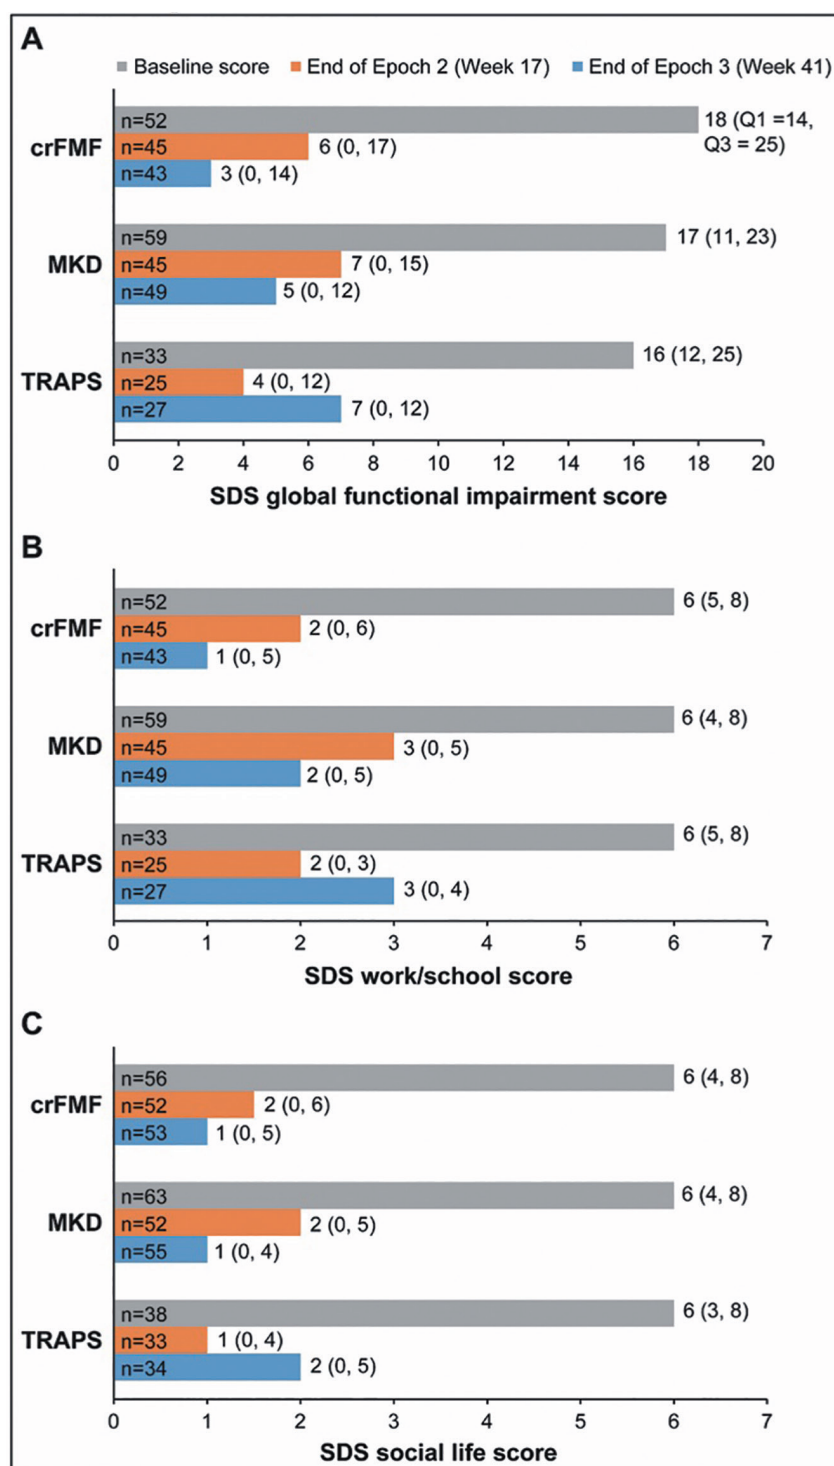 A
Baseline score End of Epoch 2 (Week 17) End of Epoch 3 (Week 41)
crFMF
n=52
18 (Q1 =14,
Q3 = 25)
n=45
6 (0, 17)
n=43
3 (0, 14)
MKD
n=59
17 (11, 23)
n=45
7 (0, 15)
n=49
5 (0, 12)
TRAPS
n=33
16 (12, 25)
n=25
4 (0, 12)
n=27
7 (0, 12)
0 2 4 6 8 10 12 14 16 18 20
SDS global functional impairment score
B
crFMF
n=52
6 (5, 8)
n=45
2 (0, 6)
n=43
1 (0, 5)
MKD
n=59
6 (4, 8)
n=45
3 (0, 5)
n=49
2 (0, 5)
TRAPS
n=33
6 (5, 8)
n=25
2 (0, 3)
n=27
3 (0, 4)
0 1 2 3 4 5 6 7
SDS work/school score
C
crFMF
n=56
6 (4, 8)
n=52
2 (0, 6)
n=53
1 (0, 5)
MKD
n=63
6 (4, 8)
n=52
2 (0, 5)
n=55
1 (0, 4)
TRAPS
n=38
6 (3, 8)
n=33
1 (0, 4)
n=34
2 (0, 5)
0 1 2 3 4 5 6 7
SDS social life score